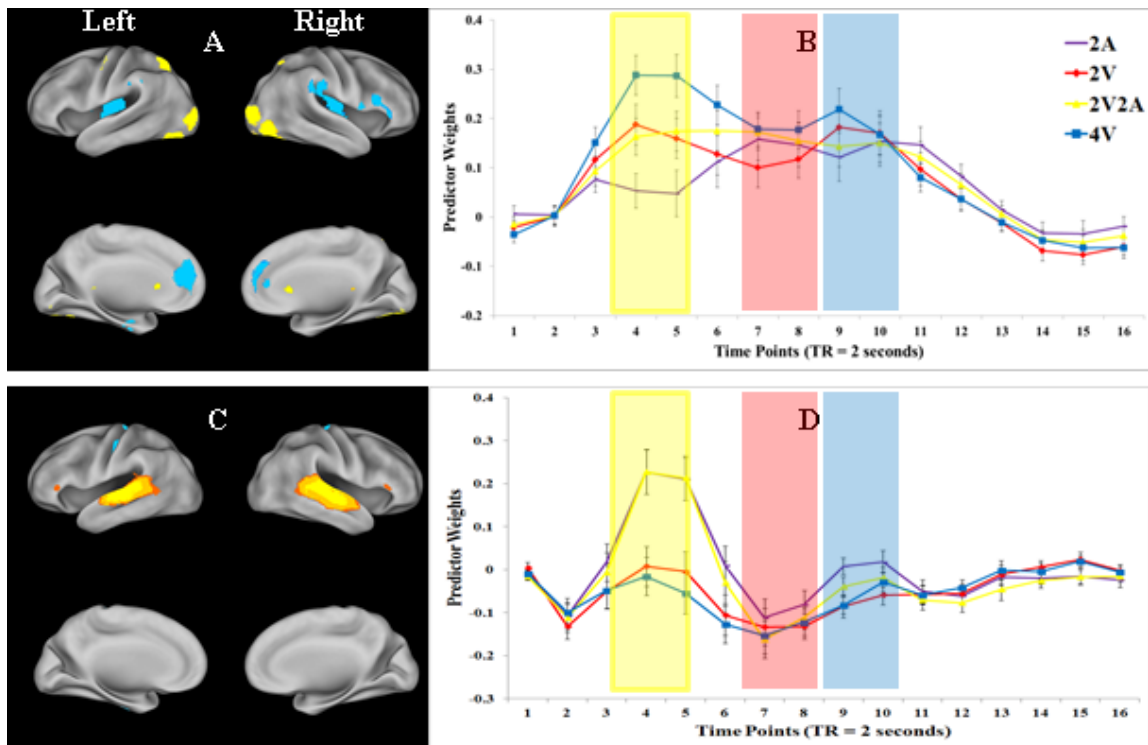 Left
Right
A
B
0.4
0.3
0.2
0.1
0
-0.1
0.2
Predictor Weights
1 2 3 4 5 6 7 8 9 10 11 12 13 14 15 16
Time Points (TR = 2 seconds)
2A
2V
2V2A
4V
C
D
0.4
0.3
0.2
0.1
0
-0.1
-0.2
-0.3
Predictor Weights
1 2 3 4 5 6 7 8 9 10 11 12 13 14 15 16
Time Points (TR = 2 seconds)